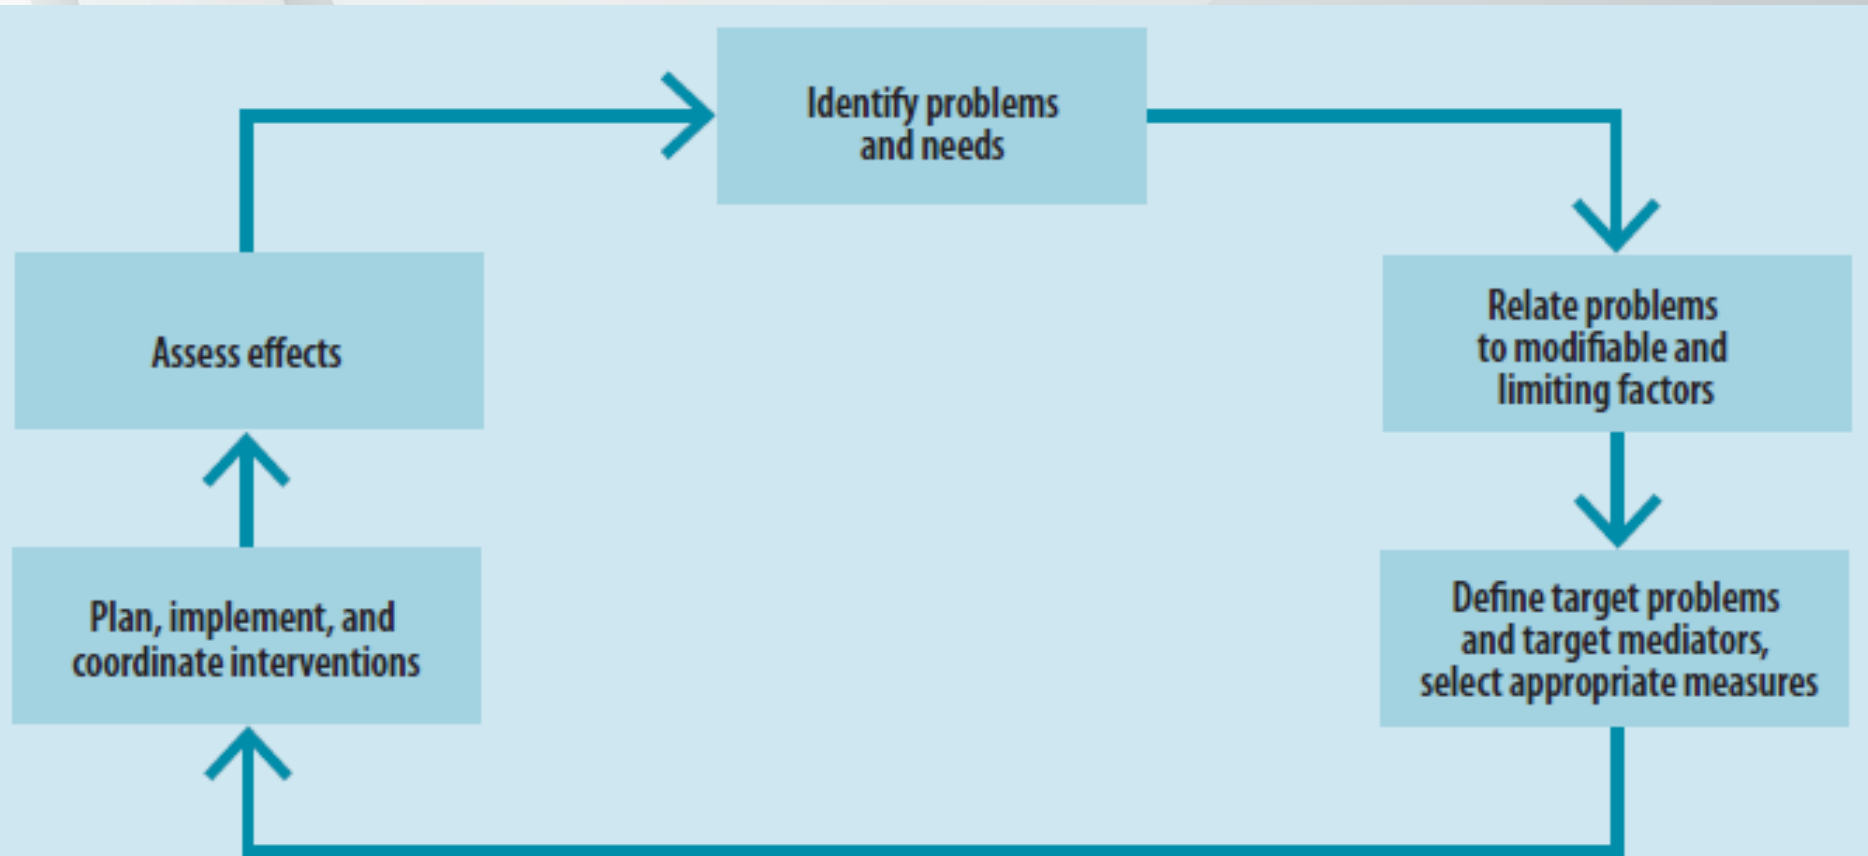 Identify problems
and needs
Relate problems
to modifiable and
limiting factors
Define target problems
and target mediators,
select appropriate measures
Plan, implement, and
coordinate interventions
Assess effects